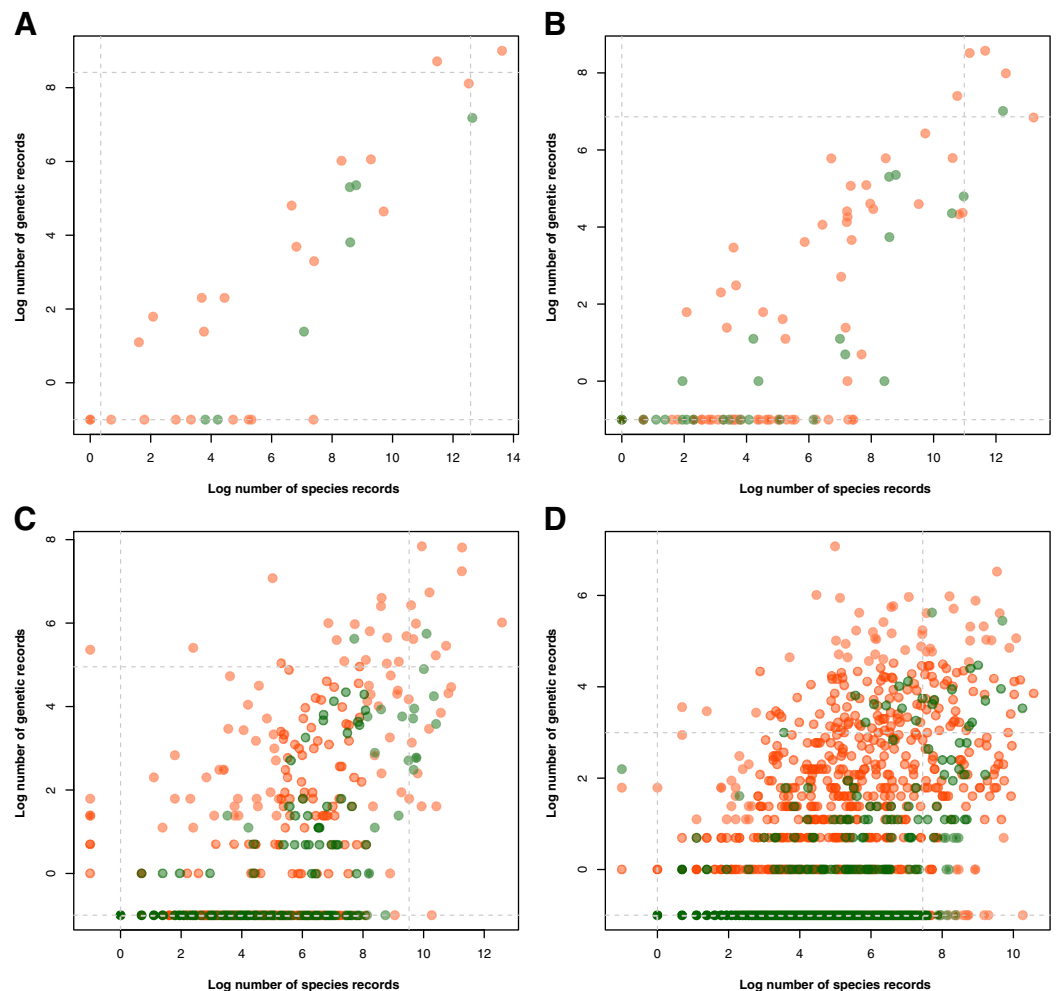 A
B
Log number of genetic records
0 2 4 6 8
0 2 4 6 8 10 12 14
Log number of species records
Log number of genetic records
0 2 4 6 8
0 2 4 6 8 10 12
Log number of species records
C
D
Log number of genetic records
0 2 4 6 8
0 2 4 6 8 10 12
Log number of species records
Log number of genetic records
0 2 4 6
0 2 4 6 8 10
Log number of species records